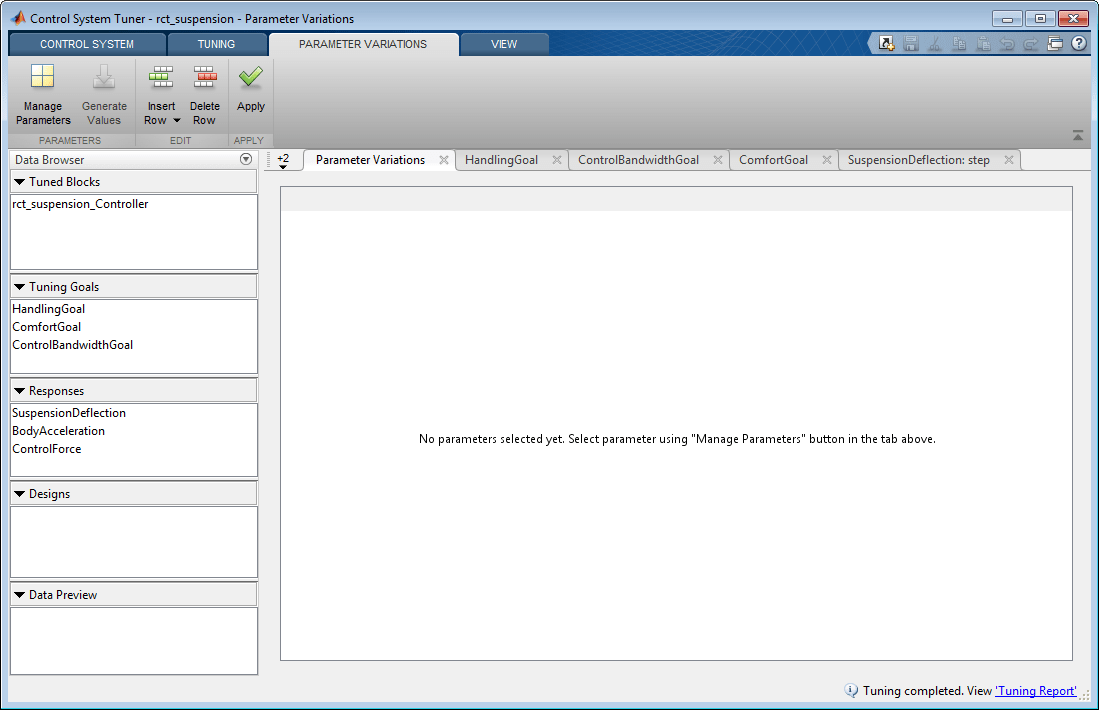 Control System Tuner - rct_suspension - Parameter Variations
CONTROL SYSTEM
TUNING
PARAMETER VARIATIONS
VIEW
?
Manage
Parameters
Generate
Values
Insert
Row
Delete
Row
Apply
PARAMETERS
EDIT
APPLY
Data Browser
+2
Parameter Variations
HandlingGoal
ControlBandwidthGoal
ComfortGoal
SuspensionDeflection: step
Tuned Blocks
rct_suspension_Controller
Tuning Goals
HandlingGoal
ComfortGoal
ControlBandwidthGoal
Responses
SuspensionDeflection
BodyAcceleration
ControlForce
Designs
Data Preview
No parameters selected yet. Select parameter using "Manage Parameters" button in the tab above.
Tuning completed. View 'Tuning Report'